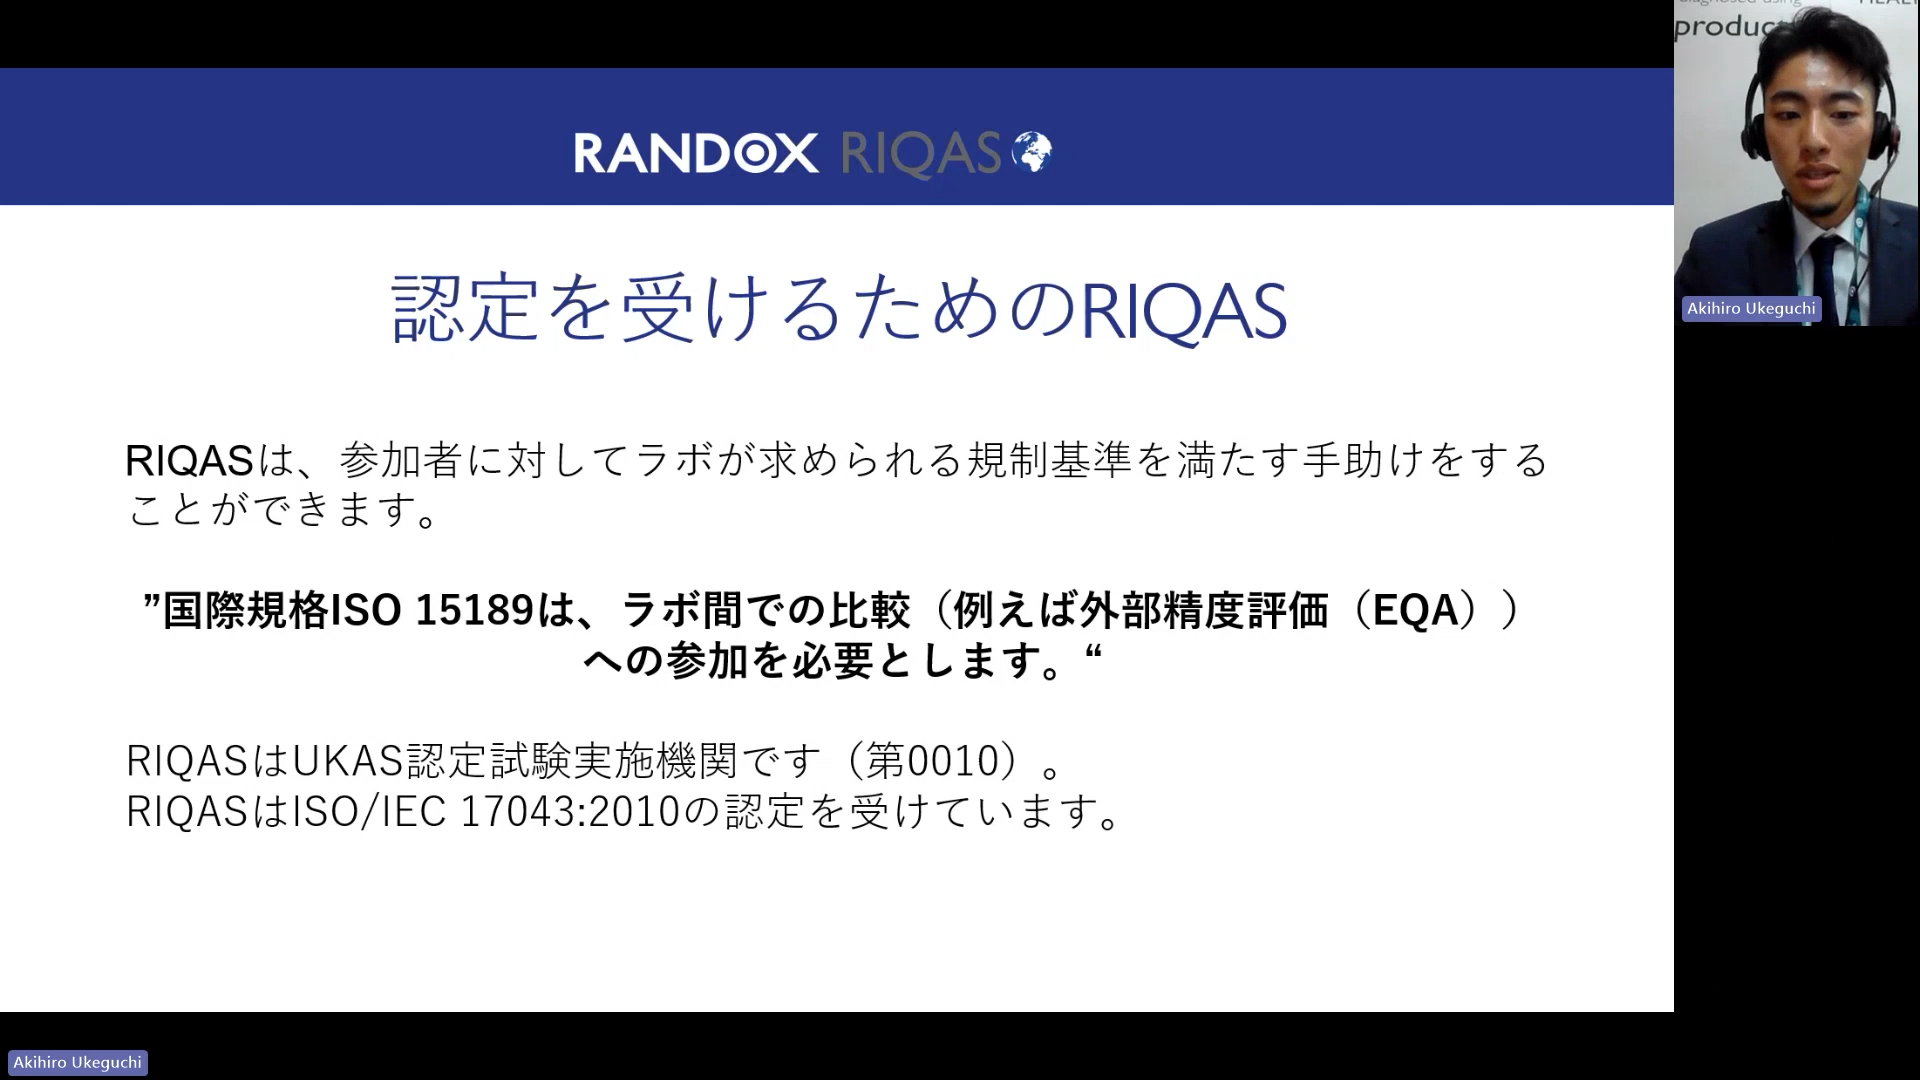 RANDOX RIQAS
認定を受けるためのRIQAS
RIQASは、参加者に対してラボが求められる規制基準を満たす手助けをする
ことができます。
”国際規格ISO 15189は、ラボ間での比較（例えば外部精度評価（EQA））
への参加を必要とします。“
RIQASはUKAS認定試験実施機関です（第0010）。
RIQASはISO/IEC 17043:2010の認定を受けています。
Akihiro Ukeguchi
Akihiro Ukeguchi